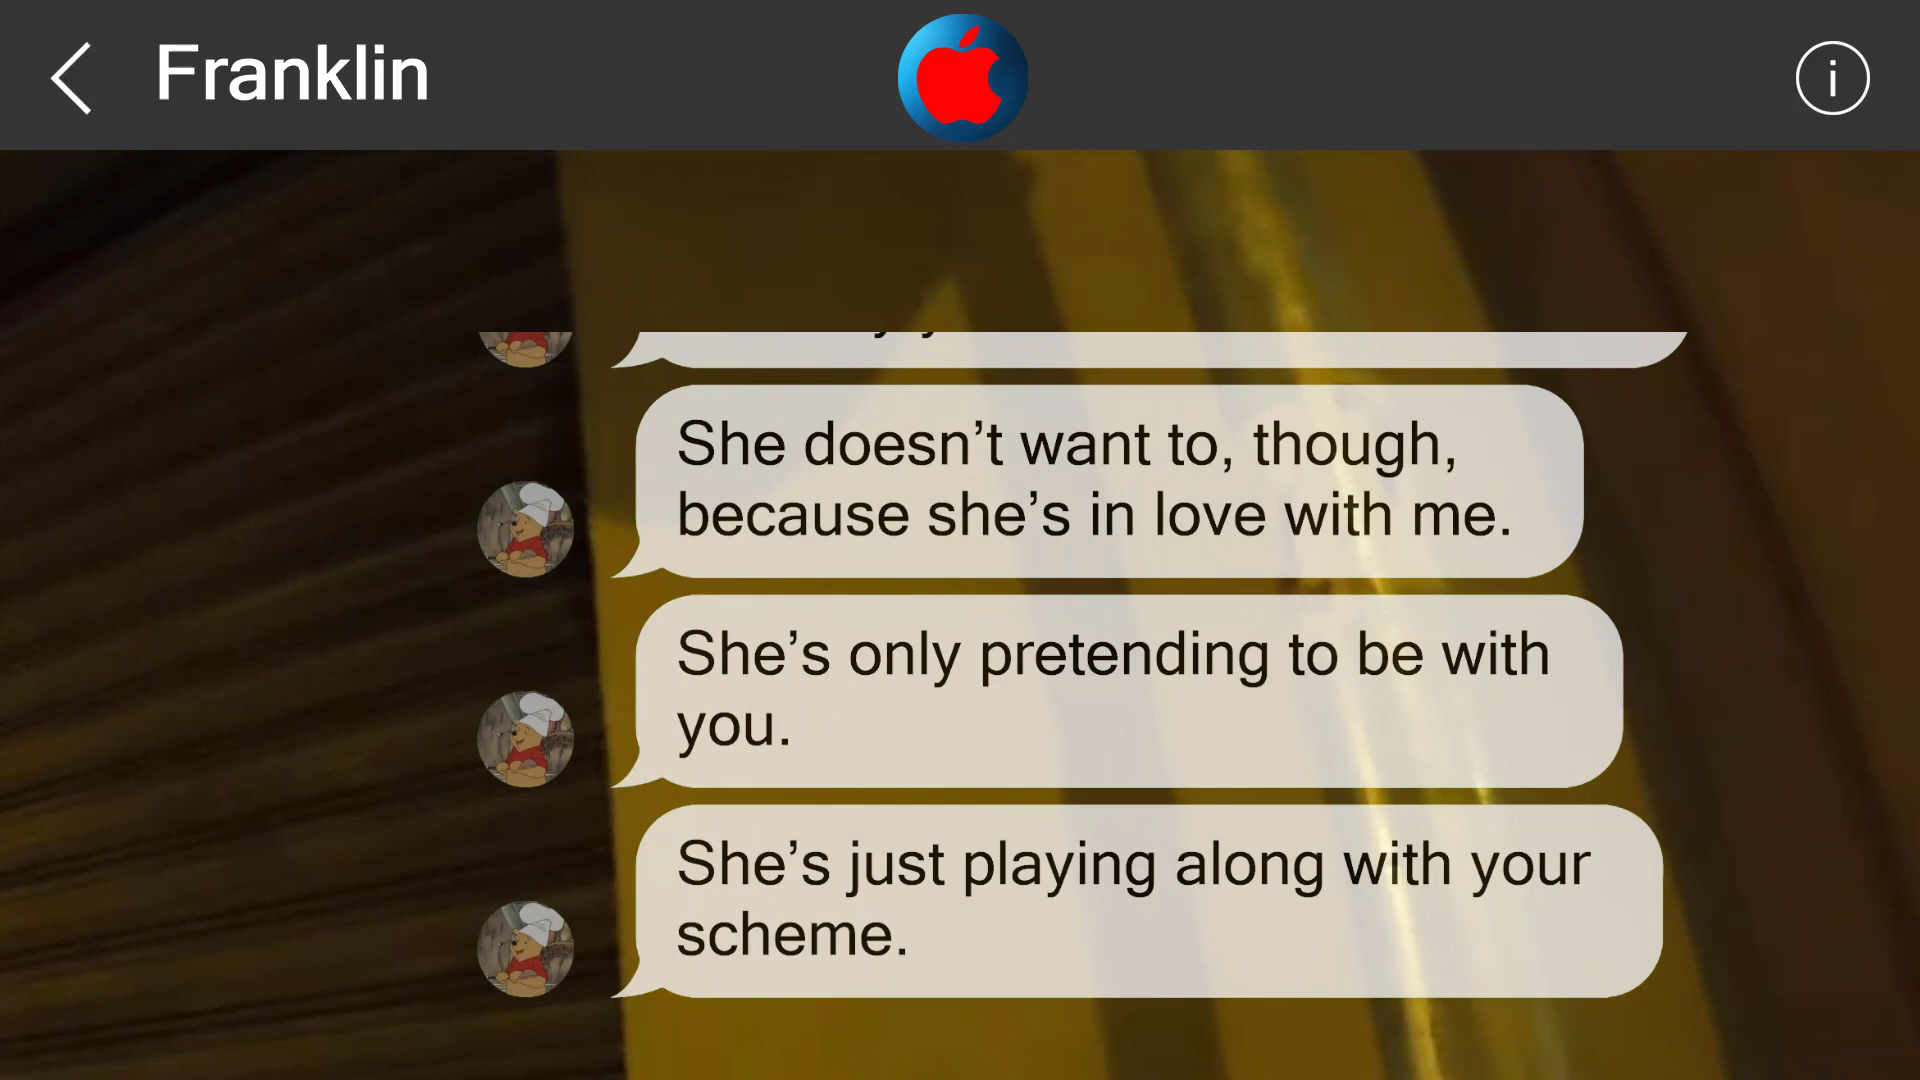 Franklin
i
She doesn’t want to, though,
because she’s in love with me.
She’s only pretending to be with
you.
She’s just playing along with your
scheme.